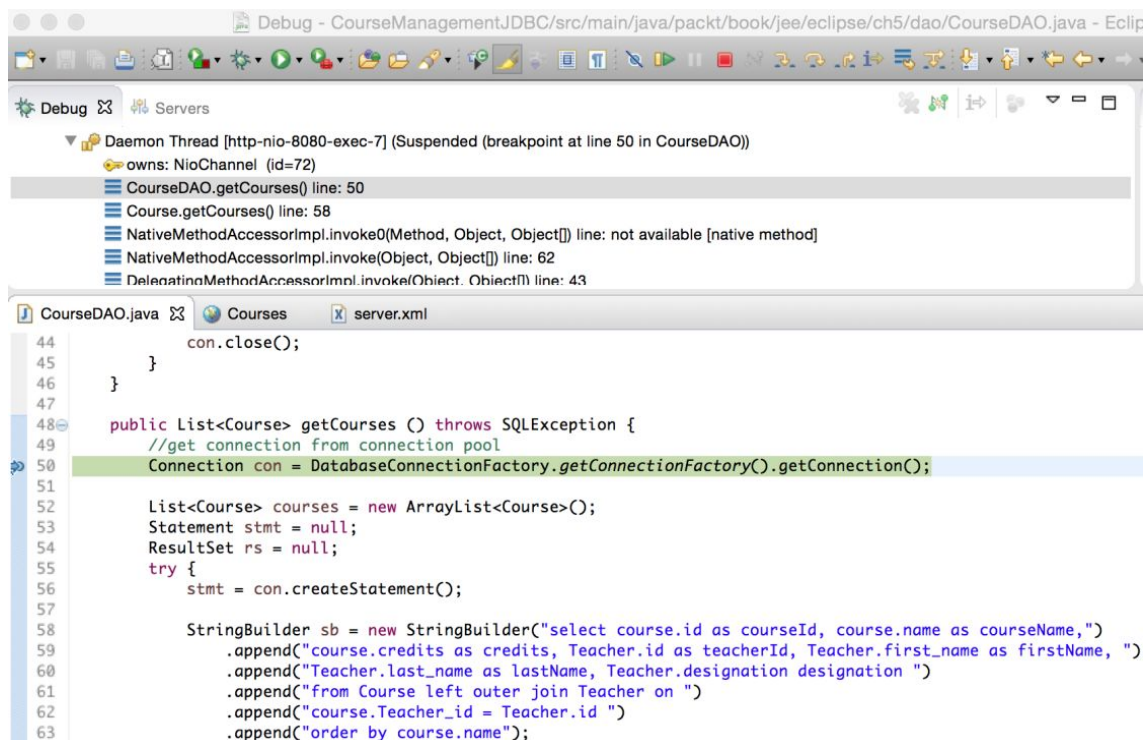 Debug - CourseManagementJDBC/src/main/java/packt/book/jee/eclipse/ch5/dao/CourseDAO.java - Eclip
Debug Servers
Daemon Thread [http-nio-8080-exec-7] (Suspended (breakpoint at line 50 in CourseDAO))
owns: NioChannel (id=72)
CourseDAO.getCourses() line: 50
Course.getCourses() line: 58
NativeMethodAccessorImpl.invoke0(Method, Object, Object[]) line: not available [native method]
NativeMethodAccessorImpl.invoke(Object, Object[]) line: 62
DelegatingMethodAccessorImpl.invoke(Object, Object[]) line: 43
CourseDAO.java Courses server.xml
44 con.close();
45 }
46 }
47
48 public List<Course> getCourses () throws SQLException {
49 //get connection from connection pool
50 Connection con = DatabaseConnectionFactory.getConnectionFactory().getConnection();
51
52 List<Course> courses = new ArrayList<Course>();
53 Statement stmt = null;
54 ResultSet rs = null;
55 try {
56 stmt = con.createStatement();
57
58 StringBuilder sb = new StringBuilder("select course.id as courseId, course.name as courseName,")
59 .append("course.credits as credits, Teacher.id as teacherId, Teacher.first_name as firstName, ")
60 .append("Teacher.last_name as lastName, Teacher.designation designation ")
61 .append("from Course left outer join Teacher on ")
62 .append("course.Teacher_id = Teacher.id ")
63 .append("order by course.name");